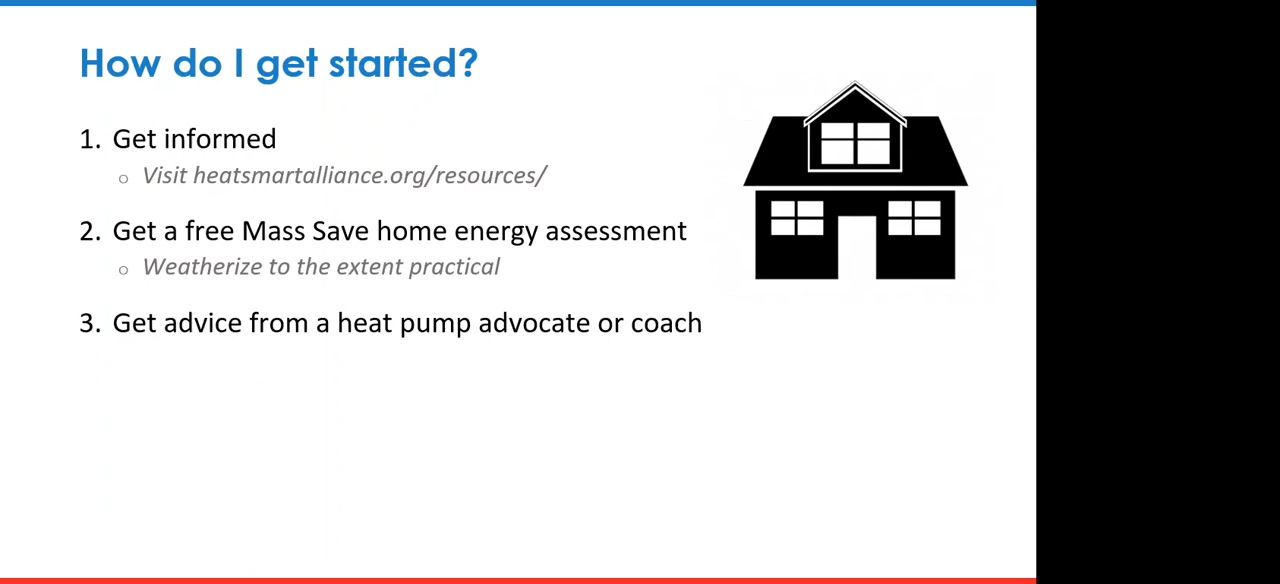 How do I get started?
1. Get informed
○ Visit heatsmartalliance.org/resources/
2. Get a free Mass Save home energy assessment
○ Weatherize to the extent practical
3. Get advice from a heat pump advocate or coach